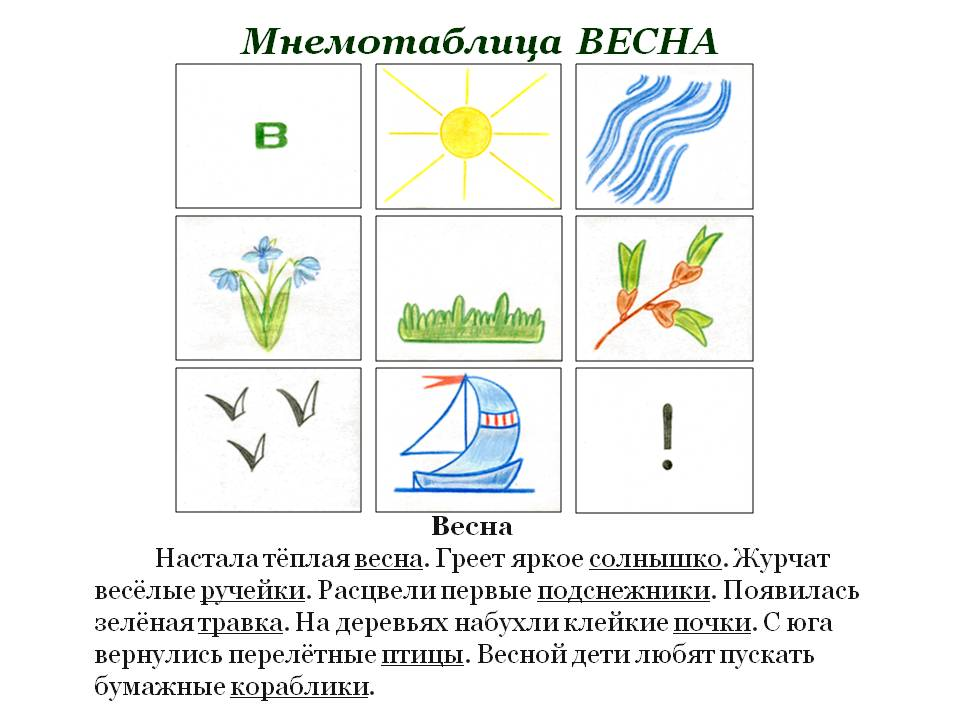 Мнемотаблица ВЕСНА
В
!
Весна
Настала тёплая весна. Греет яркое солнышко. Журчат
весёлые ручейки. Расцвели первые подснежники. Появилась
зелёная травка. На деревьях набухли клейкие почки. С юга
вернулись перелётные птицы. Весной дети любят пускать
бумажные кораблики.